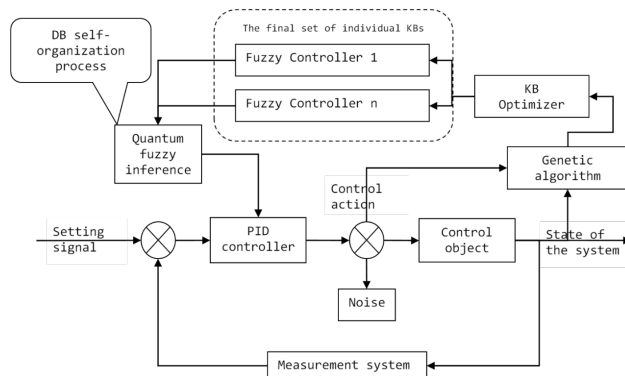 DB self-
organization
process
The final set of individual KBs
Fuzzy Controller 1
Fuzzy Controller n
KB
Optimizer
Quantum
fuzzy
inference
Genetic
algorithm
Control
action
Setting
signal
PID
controller
Control
object
State of
the system
Noise
Measurement system